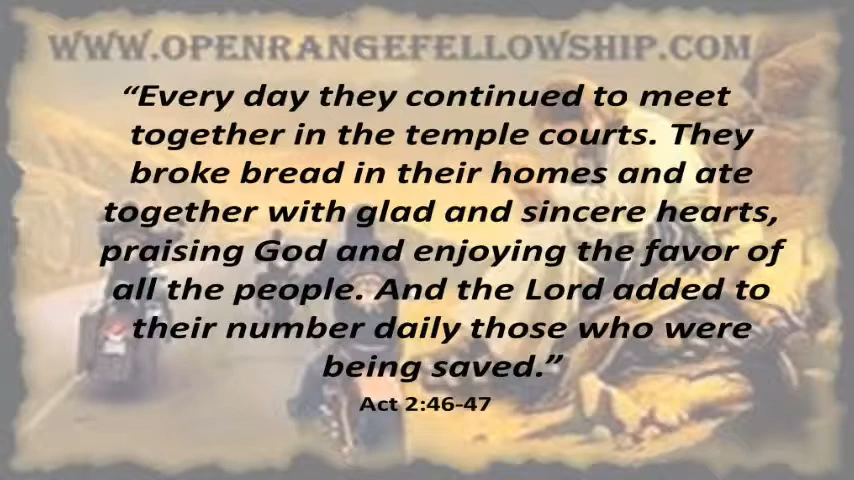 WWW.OPENRANGEFELLOWSHIP.COM
“Every day they continued to meet
together in the temple courts. They
broke bread in their homes and ate
together with glad and sincere hearts,
praising God and enjoying the favor of
all the people. And the Lord added to
their number daily those who were
being saved.”
Act 2:46-47